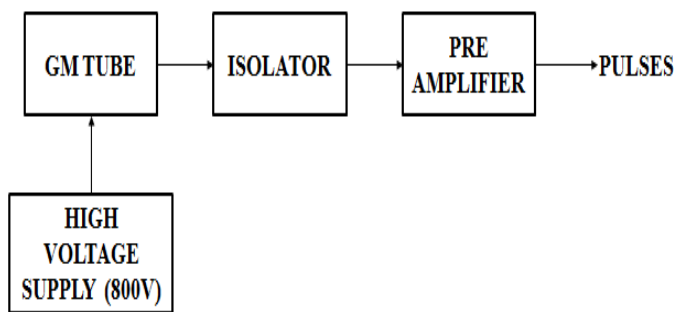 GM TUBE
ISOLATOR
PRE
AMPLIFIER
PULSES
HIGH
VOLTAGE
SUPPLY (800V)